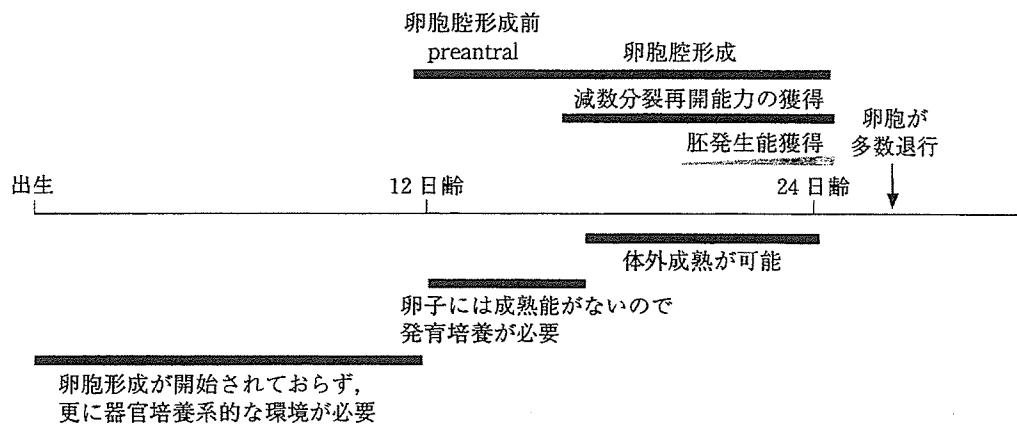 卵胞腔形成前
preantral
卵胞腔形成
減数分裂再開能力の獲得
胚発生能獲得
卵胞が
多数退行
出生
12日齢
24日齢
体外成熟が可能
卵子には成熟能がないので
発育培養が必要
卵胞形成が開始されておらず，
更に器官培養系的な環境が必要